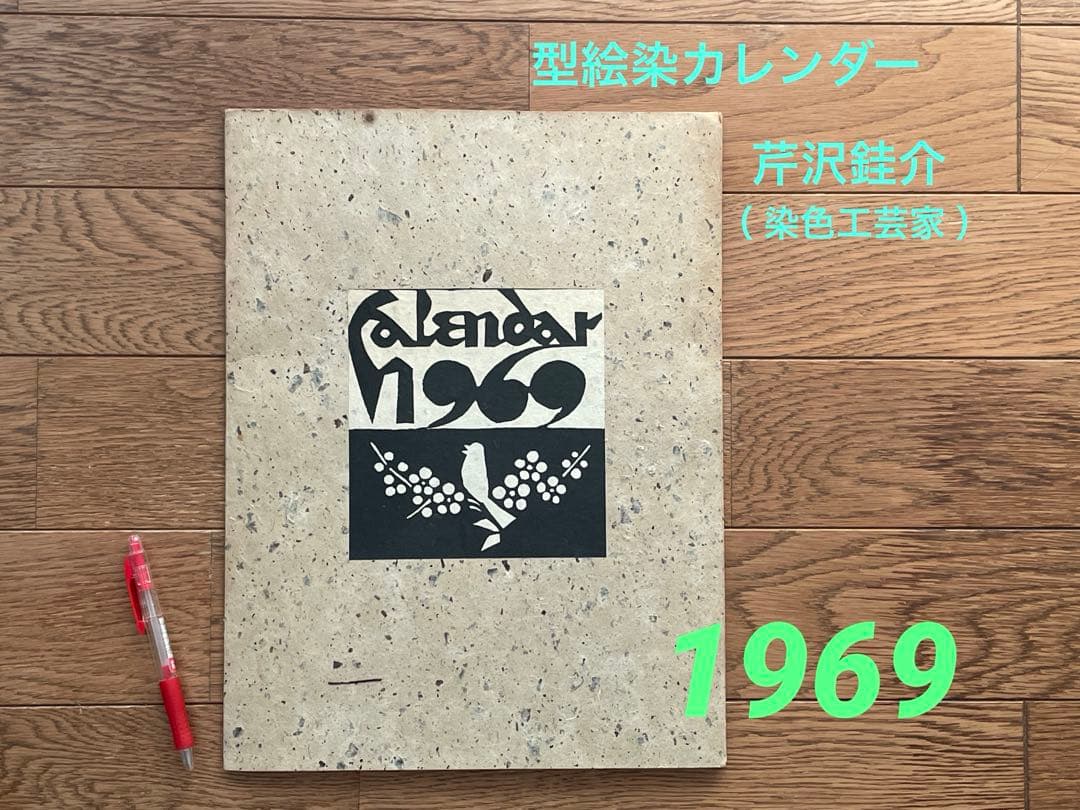 型絵染カレンダー
芹沢銈介
(染色工芸家)
Calendar
1969
1969